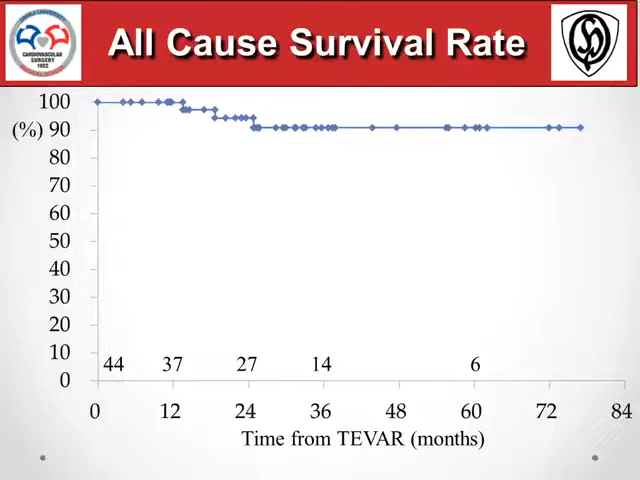 All Cause Survival Rate
CARDIOVASCULAR
SURGERY
100
(%) 90
80
70
60
50
40
30
20
10
0
44 37 27 14 6
0 12 24 36 48 60 72 84
Time from TEVAR (months)